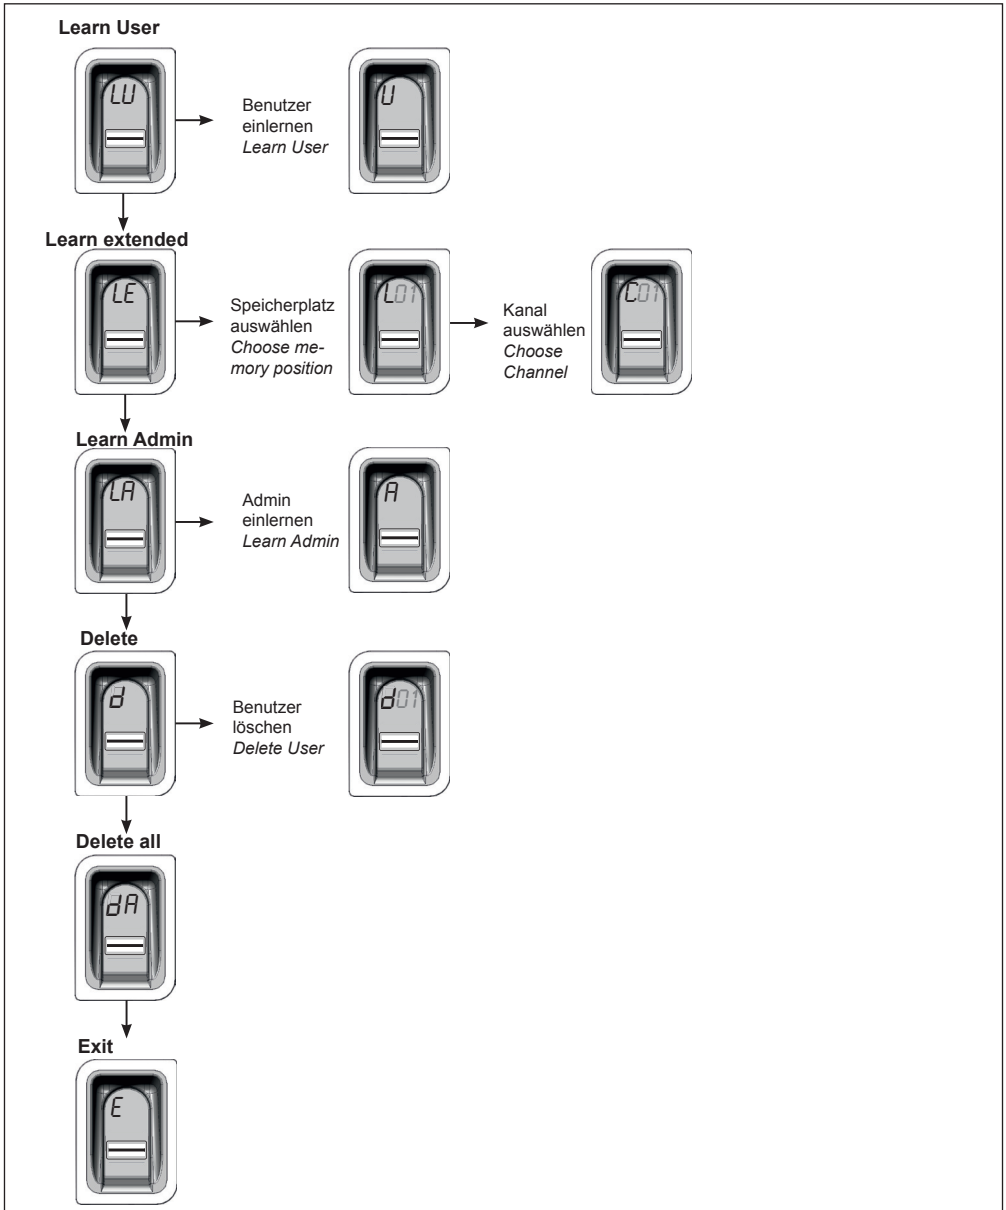 Learn User
LU
Benutzer
einlernen
Learn User
U
Learn extended
LE
Speicherplatz
auswählen
Choose me-
mory position
L01
Kanal
auswählen
Choose
Channel
C01
Learn Admin
LA
Admin
einlernen
Learn Admin
A
Delete
d
Benutzer
löschen
Delete User
d01
Delete all
dA
Exit
E